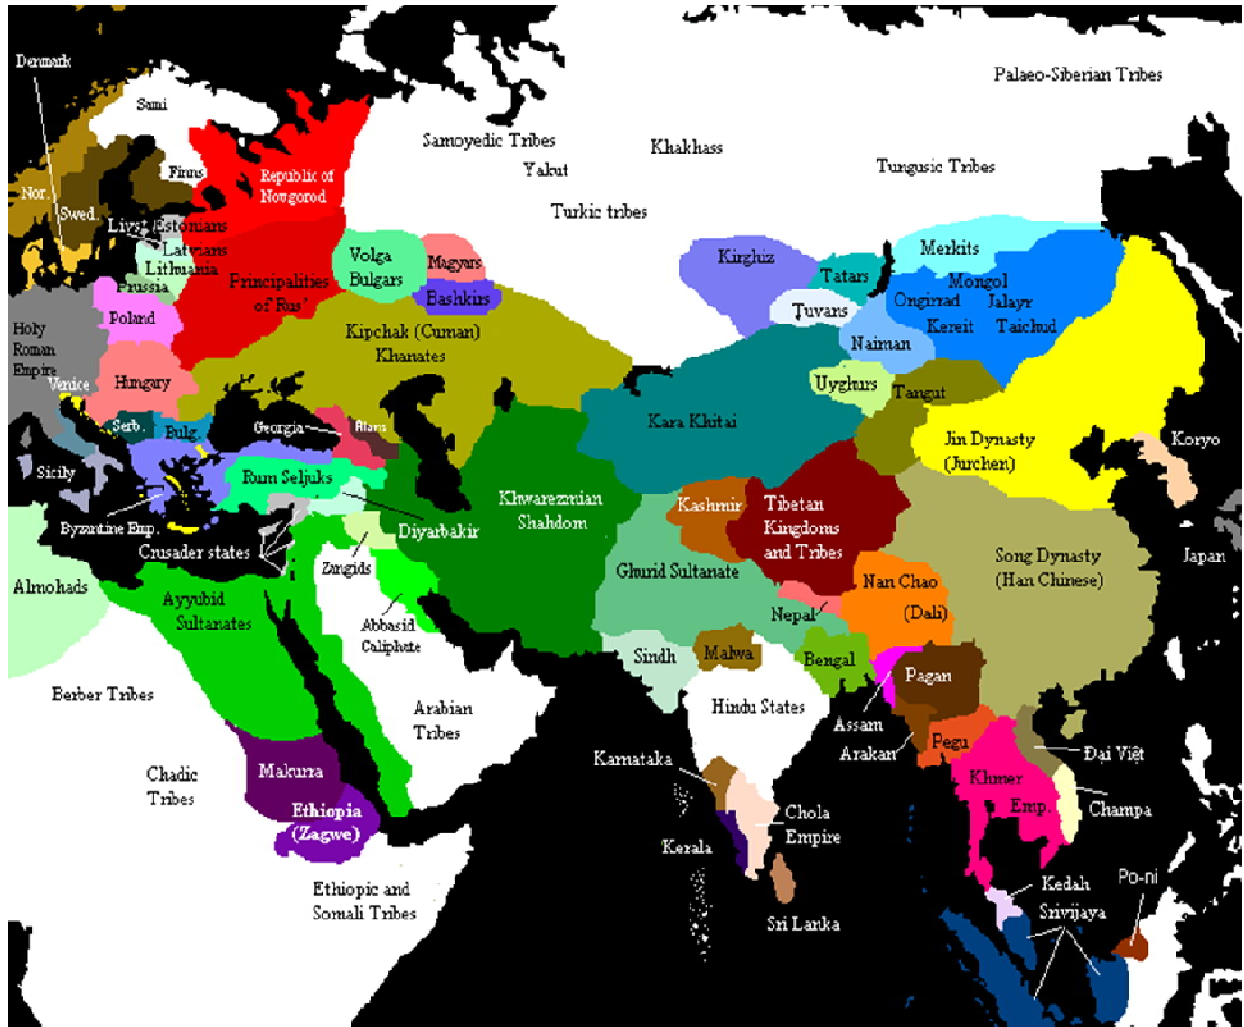 Denmark
Palaeo-Siberian Tribes
Sami
Samoyedic Tribes
Khakhass
Yakut
Tungusic Tribes
Finns
Republic of
Novgorod
Nor.
Swed.
Turkic tribes
Livs
Estonians
Latvians
Lithuania
Prussia
Volga
Bulgars
Magyars
Bashkirs
Kirghiz
Tatars
Tuvans
Merkits
Mongol
Ongirrad
Jalayr
Kereit
Taichud
Naiman
Principalities
of Rus'
Poland
Holy
Roman
Empire
Kipchak (Cuman)
Khanates
Venice
Hungary
Uyghurs
Tangut
Serb.
Bulg.
Georgia
Alans
Kara Khitai
Jin Dynasty
(Jurchen)
Koryo
Sicily
Rum Seljuks
Byzantine Emp.
Diyarbakir
Khwarezmian
Shahdom
Kashmir
Tibetan
Kingdoms
and Tribes
Crusader states
Zingids
Japan
Almohads
Ayyubid
Sultanates
Abbasid
Caliphate
Ghurid Sultanate
Nepal
Nan Chao
(Dali)
Song Dynasty
(Han Chinese)
Sindh
Malwa
Bengal
Pagan
Berber Tribes
Arabian
Tribes
Hindu States
Assam
Arakan
Pegu
Đại Việt
Karnataka
Chadic
Tribes
Makuria
Ethiopia
(Zagwe)
Khmer
Emp.
Champa
Chola
Empire
Kerala
Ethiopic and
Somali Tribes
Sri Lanka
Kedah
Po-ni
Srivijaya